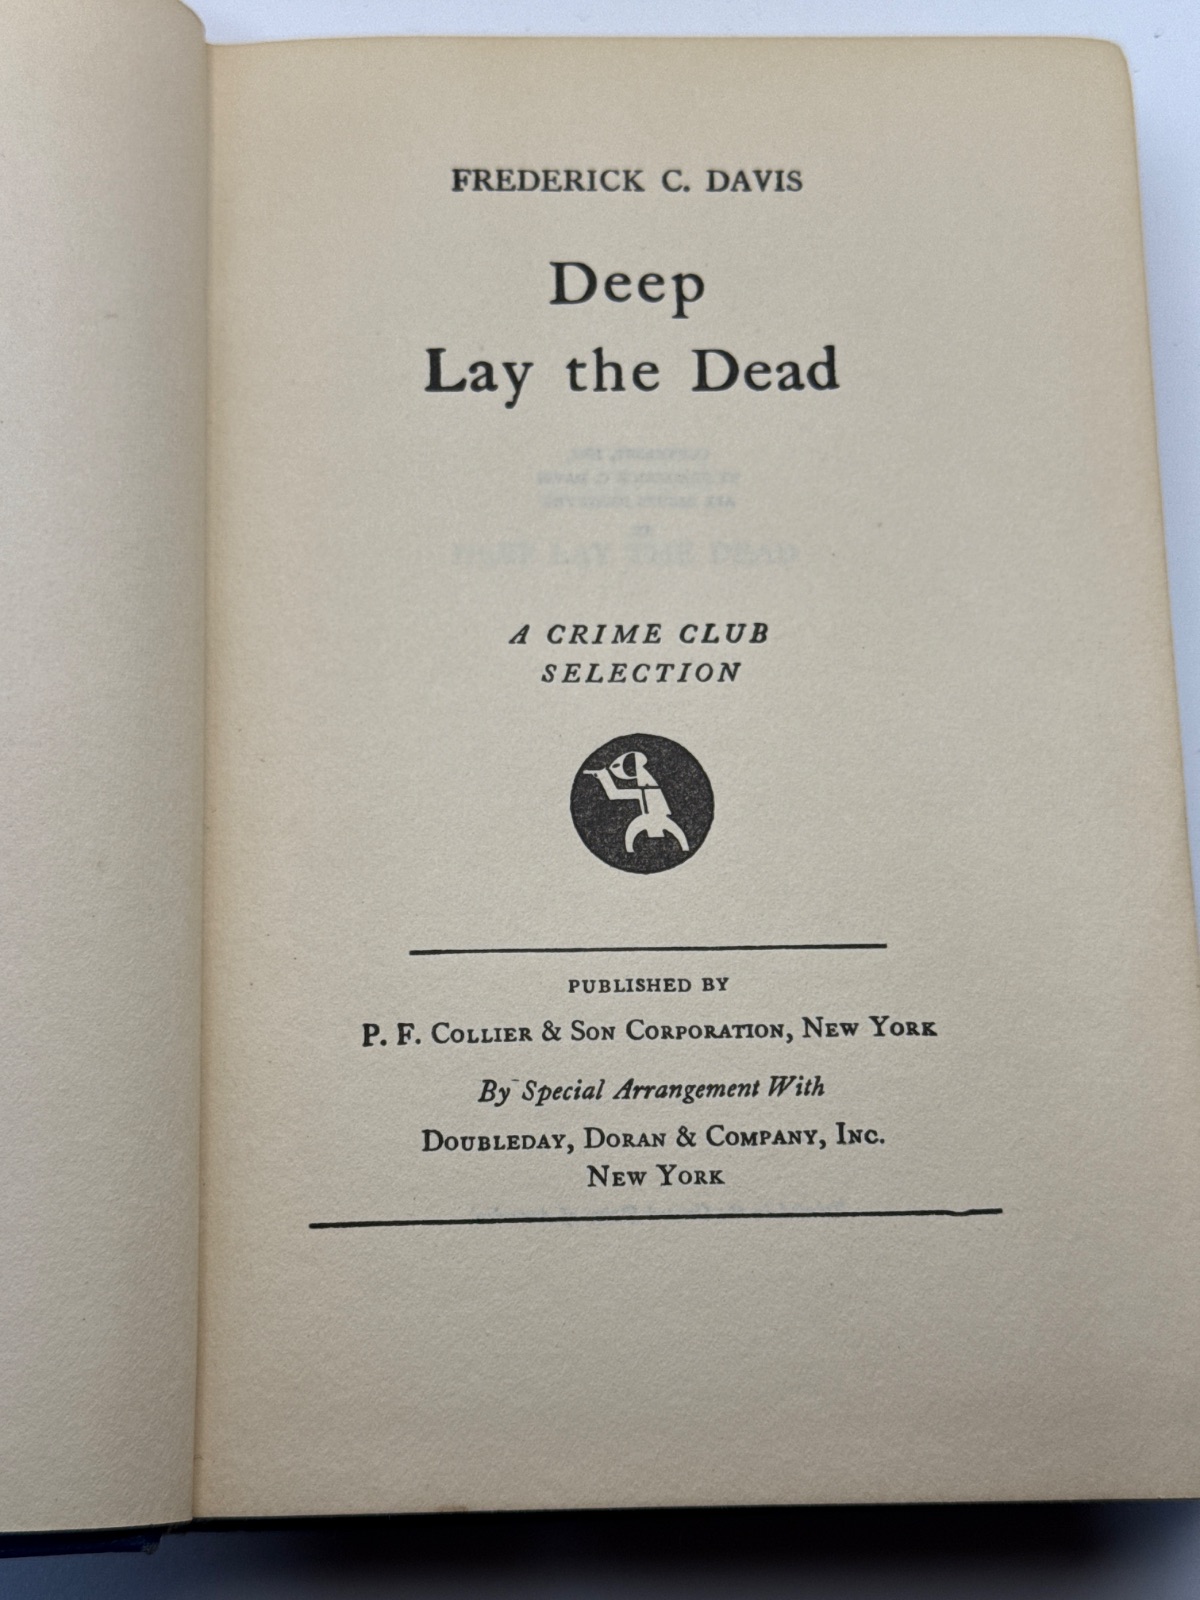 FREDERICK C. DAVIS
Deep
Lay the Dead
A CRIME CLUB
SELECTION
PUBLISHED BY
P. F. COLLIER & SON CORPORATION, NEW YORK
By Special Arrangement With
DOUBLEDAY, DORAN & COMPANY, INC.
NEW YORK